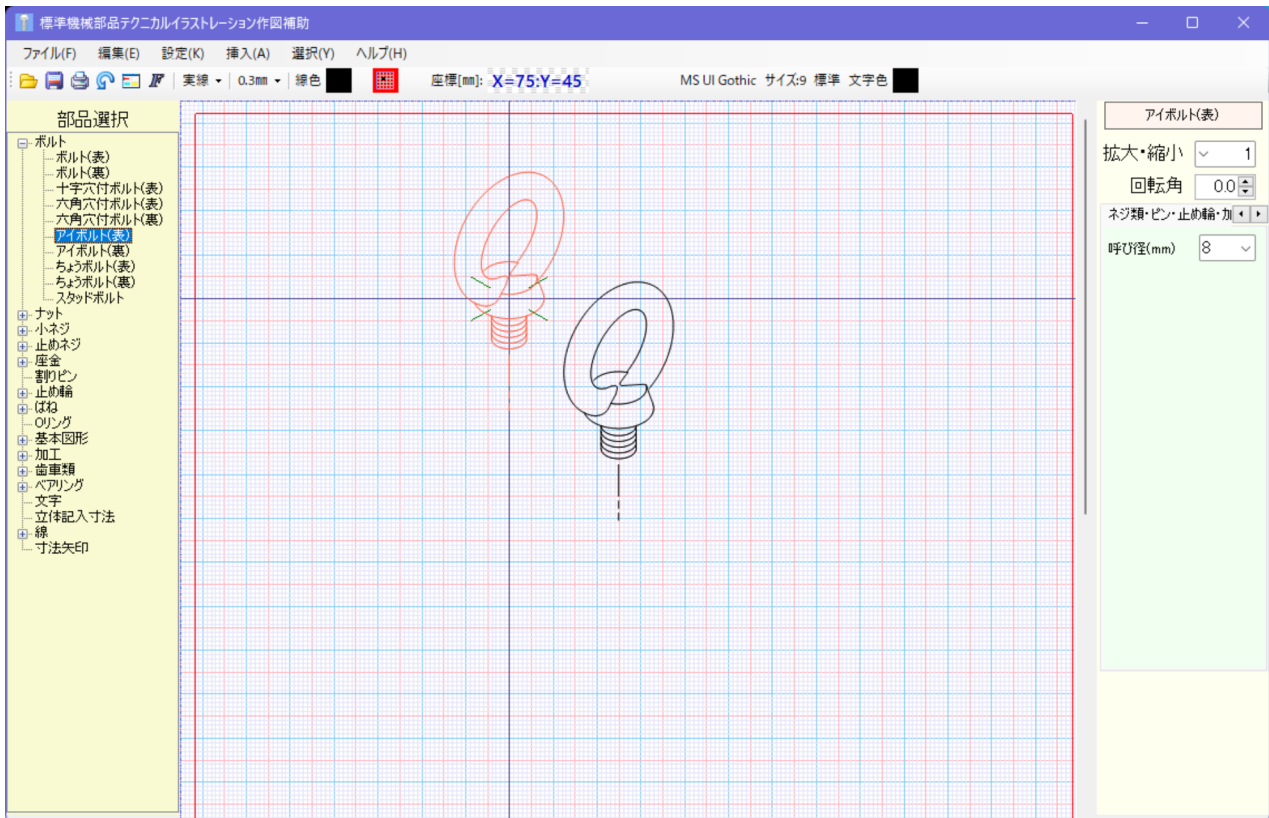 標準機械部品テクニカルイラストレーション作図補助
ファイル(F) 編集(E) 設定(K) 挿入(A) 選択(Y) ヘルプ(H)
F 実線 0.3mm 線色 座標[mm]: X=75:Y=45 MS UI Gothic サイズ:9 標準 文字色
部品選択
ボルト
ボルト(表)
ボルト(裏)
十字穴付ボルト(表)
六角穴付ボルト(表)
六角穴付ボルト(裏)
アイボルト(表)
アイボルト(裏)
ちょうボルト(表)
ちょうボルト(裏)
スタッドボルト
ナット
小ネジ
止めネジ
座金
割りピン
止め輪
ばね
Oリング
基本図形
加工
歯車類
ベアリング
文字
立体記入寸法
線
寸法矢印
アイボルト(表)
拡大・縮小 1
回転角 0.0
ネジ類・ピン・止め輪・加
呼び径(mm) 8